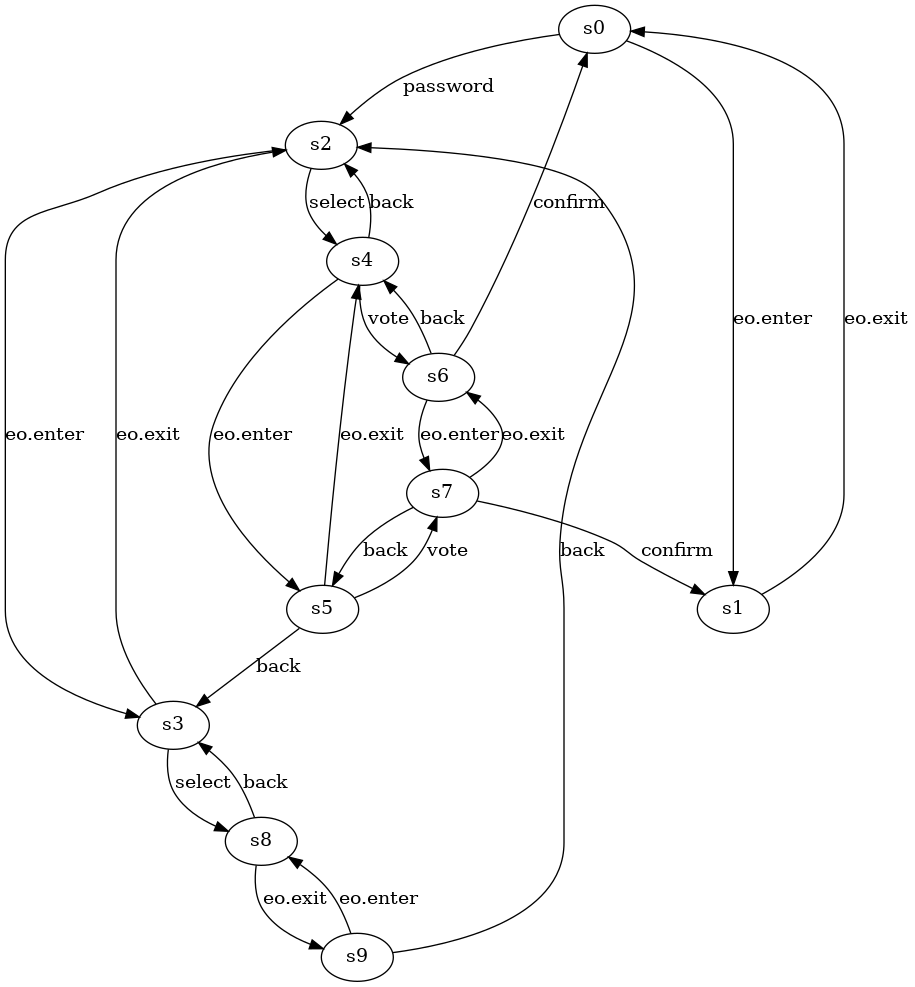 s0
password
s2
select
back
confirm
s4
eo.enter
eo.exit
vote
back
s6
eo.enter
eo.exit
eo.enter
eo.exit
eo.enter
eo.exit
s7
back
vote
back
confirm
s5
s1
back
s3
select
back
s8
eo.exit
eo.enter
s9